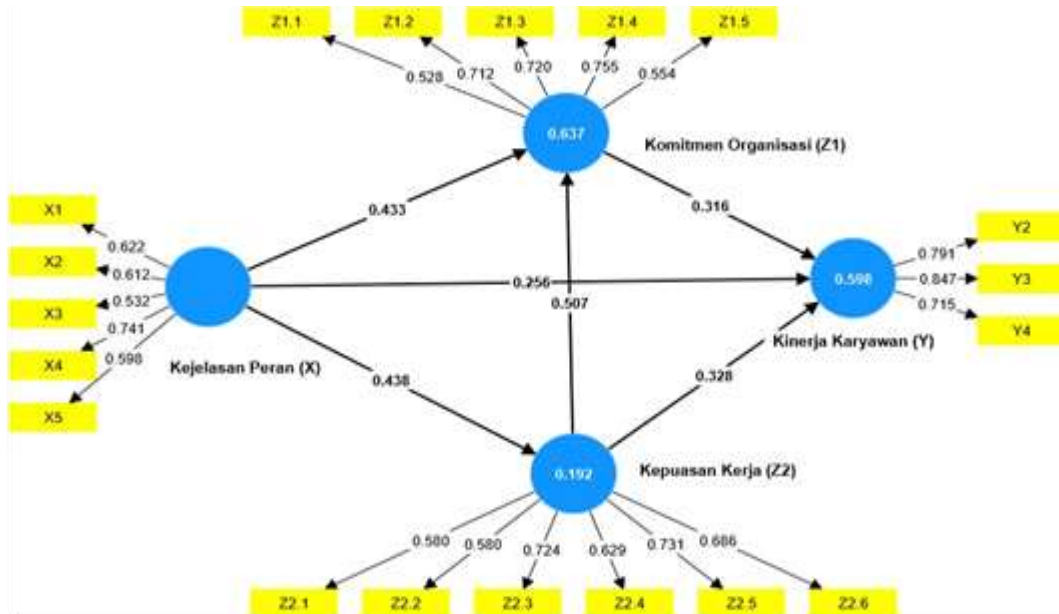 Z1.1 Z1.2 Z1.3 Z1.4 Z1.5
0.528 0.712 0.720 0.755 0.554
0.637
Komitmen Organisasi (Z1)
0.433 0.316
X1
0.622
X2
0.612
X3
0.532
X4
0.741
X5
0.598
Kejelasan Peran (X)
0.256
0.507
0.598
Y2
0.791
Y3
0.847
Y4
0.715
Kinerja Karyawan (Y)
0.438 0.328
0.192
Kepuasan Kerja (Z2)
0.580 0.580 0.724 0.629 0.731 0.686
Z2.1 Z2.2 Z2.3 Z2.4 Z2.5 Z2.6